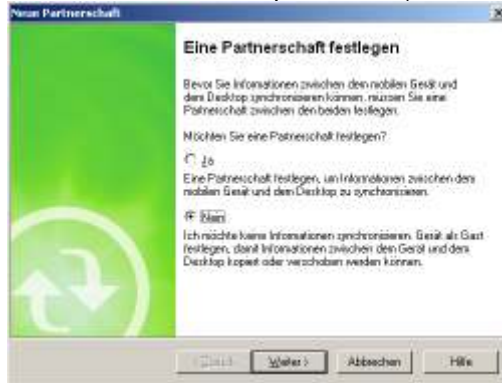 Neue Partnerschaft
Eine Partnerschaft festlegen
Bevor Sie Informationen zwischen dem mobilen Gerät und
dem Desktop synchronisieren können, müssen Sie eine
Partnerschaft zwischen den beiden festlegen.
Möchten Sie eine Partnerschaft festlegen?
Ja
Eine Partnerschaft festlegen, um Informationen zwischen dem
mobilen Gerät und dem Desktop zu synchronisieren.
Nein
Ich möchte keine Informationen synchronisieren. Gerät als Gast
festlegen, damit Informationen zwischen dem Gerät und dem
Desktop kopiert oder verschoben werden können.
< Zurück Weiter > Abbrechen Hilfe